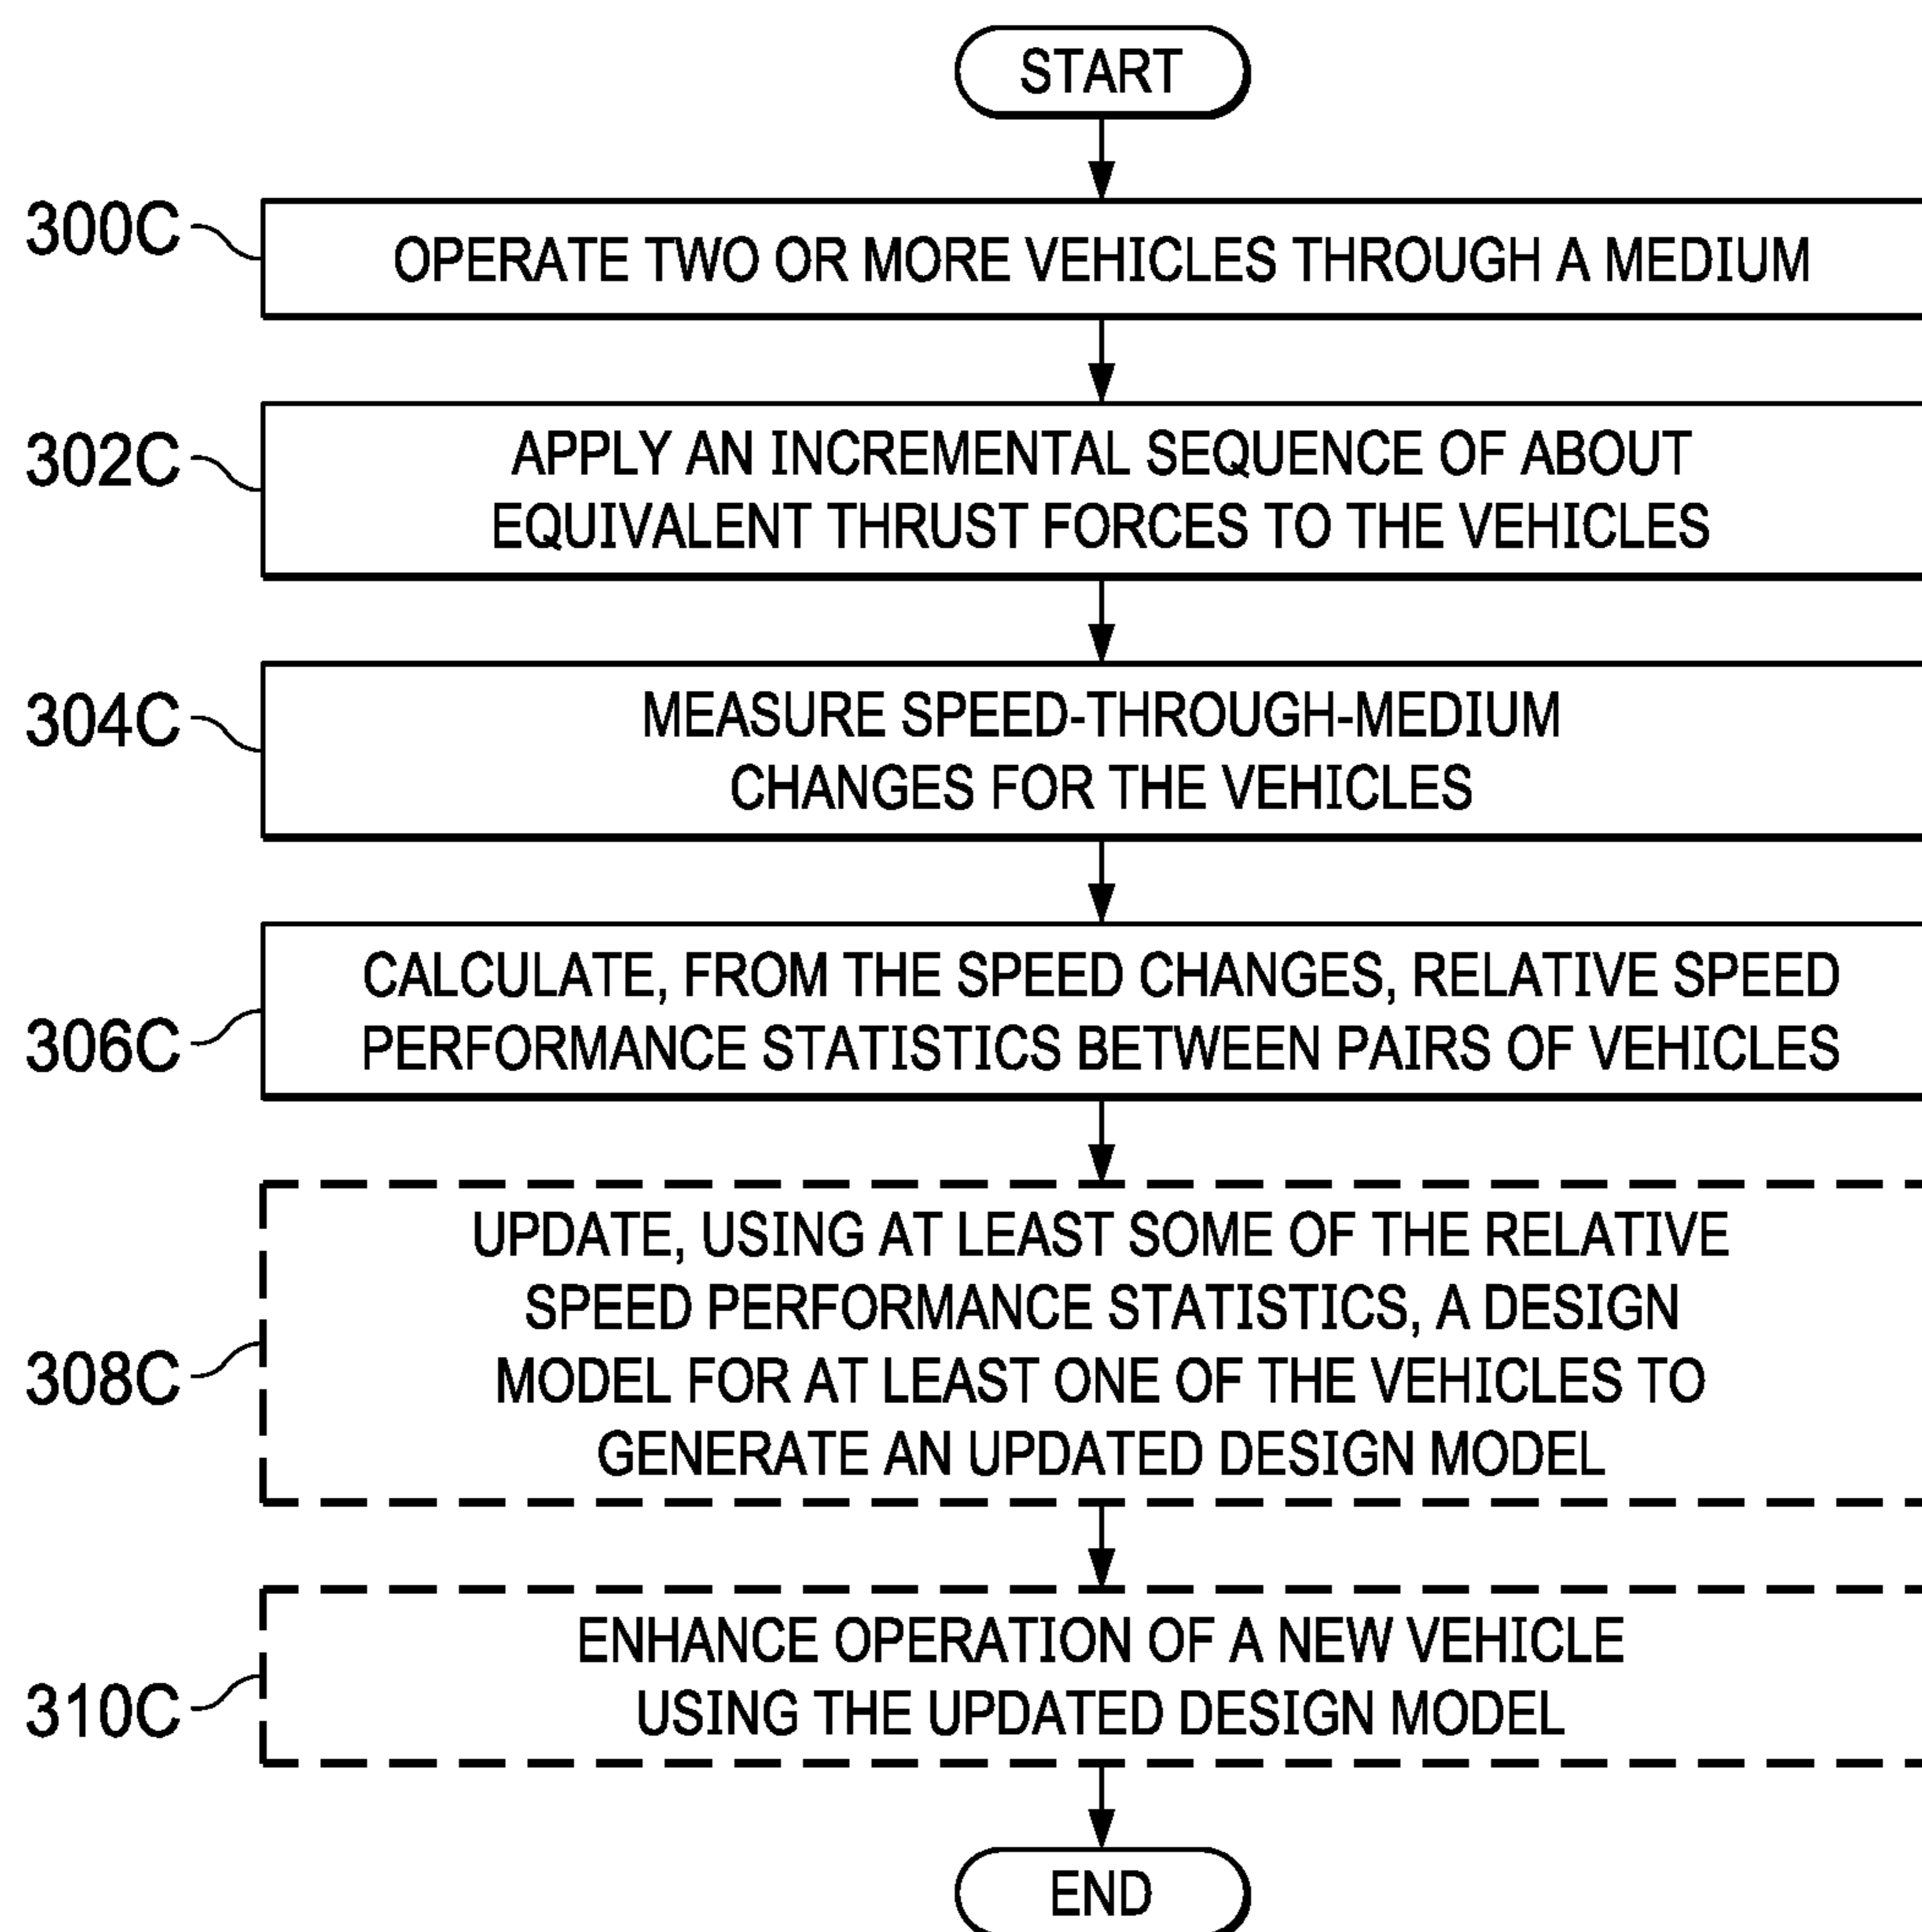 START
300C
OPERATE TWO OR MORE VEHICLES THROUGH A MEDIUM
302C
APPLY AN INCREMENTAL SEQUENCE OF ABOUT
EQUIVALENT THRUST FORCES TO THE VEHICLES
304C
MEASURE SPEED-THROUGH-MEDIUM
CHANGES FOR THE VEHICLES
306C
CALCULATE, FROM THE SPEED CHANGES, RELATIVE SPEED
PERFORMANCE STATISTICS BETWEEN PAIRS OF VEHICLES
308C
UPDATE, USING AT LEAST SOME OF THE RELATIVE
SPEED PERFORMANCE STATISTICS, A DESIGN
MODEL FOR AT LEAST ONE OF THE VEHICLES TO
GENERATE AN UPDATED DESIGN MODEL
310C
ENHANCE OPERATION OF A NEW VEHICLE
USING THE UPDATED DESIGN MODEL
END